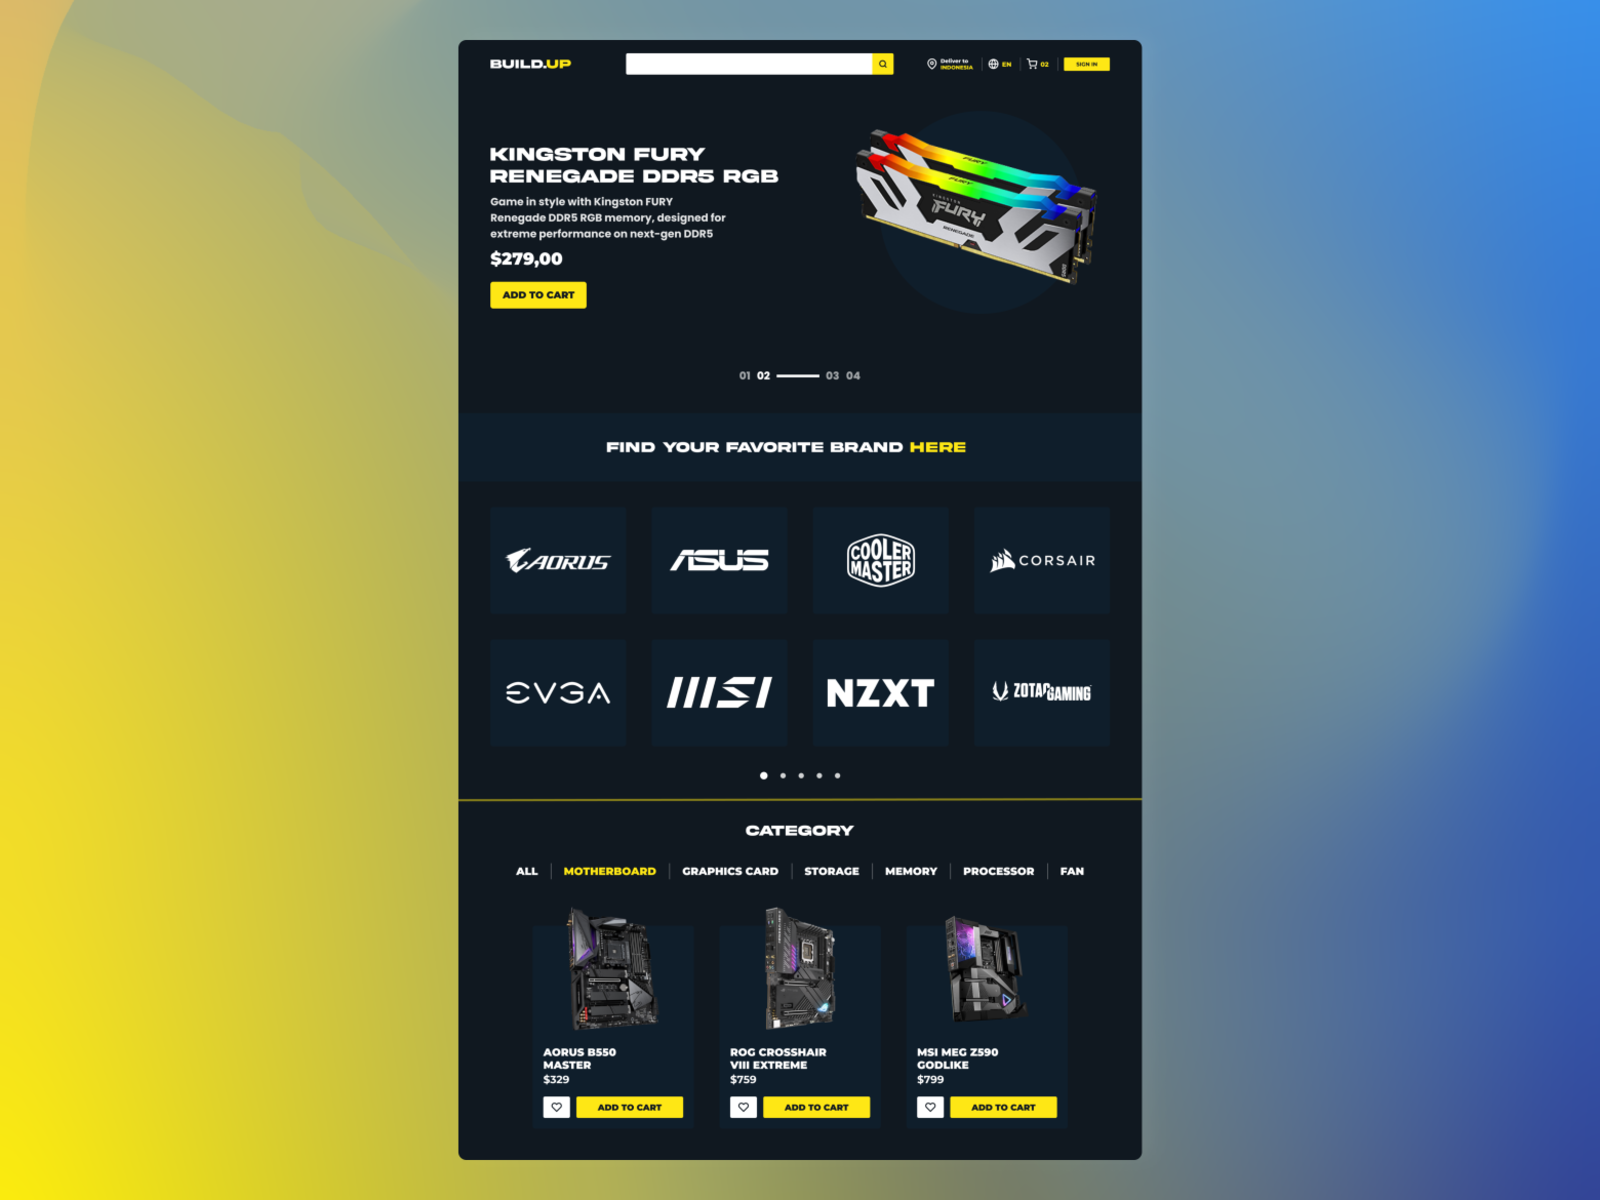 BUILD.UP
Deliver to
INDONESIA
EN
02
SIGN IN
KINGSTON FURY
RENEGADE DDR5 RGB
Game in style with Kingston FURY
Renegade DDR5 RGB memory, designed for
extreme performance on next-gen DDR5
$279,00
ADD TO CART
FURY
FURY
KINGSTON
FURY
RENEGADE
01 02 03 04
FIND YOUR FAVORITE BRAND HERE
AORUS
ASUS
COOLER
MASTER
CORSAIR
EVGA
MSI
NZXT
ZOTAC GAMING
CATEGORY
ALL
MOTHERBOARD
GRAPHICS CARD
STORAGE
MEMORY
PROCESSOR
FAN
AORUS B550
MASTER
$329
ADD TO CART
ROG CROSSHAIR
VIII EXTREME
$759
ADD TO CART
MSI MEG Z590
GODLIKE
$799
ADD TO CART